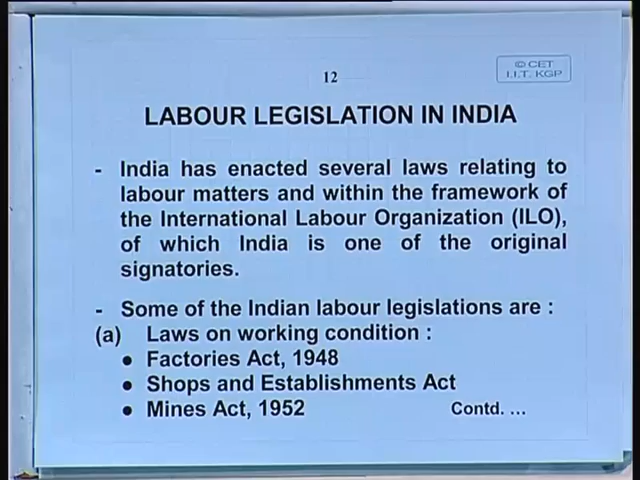 12
© CET
I.I.T. KGP
LABOUR LEGISLATION IN INDIA
- India has enacted several laws relating to
labour matters and within the framework of
the International Labour Organization (ILO),
of which India is one of the original
signatories.
- Some of the Indian labour legislations are :
(a) Laws on working condition :
• Factories Act, 1948
• Shops and Establishments Act
• Mines Act, 1952
Contd. ...